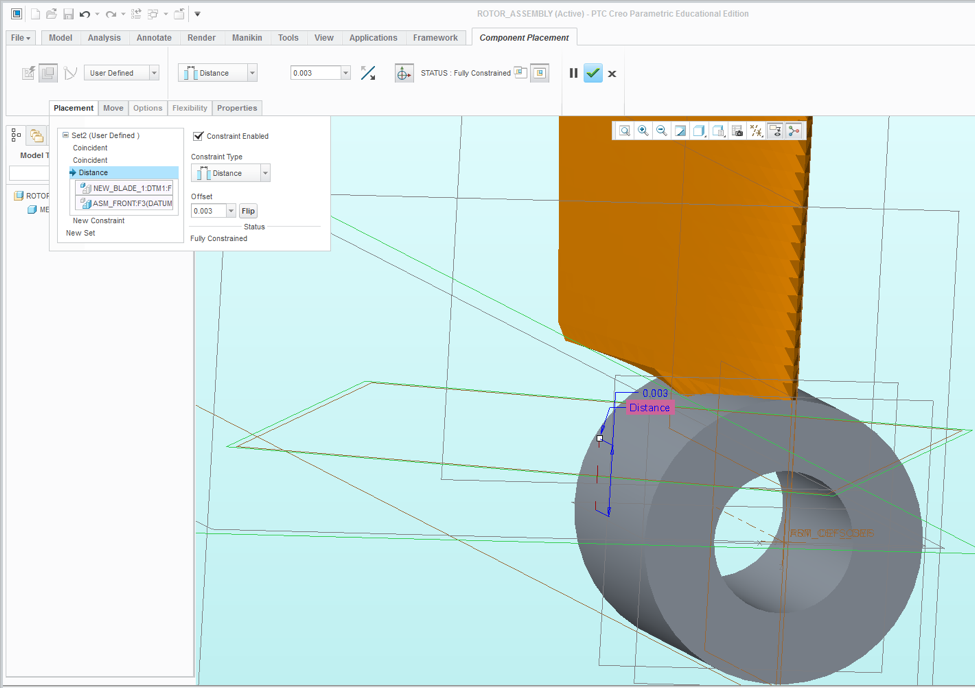 ROTOR_ASSEMBLY (Active) - PTC Creo Parametric Educational Edition
File Model Analysis Annotate Render Manikin Tools View Applications Framework Component Placement
User Defined Distance 0.003 STATUS : Fully Constrained
Placement Move Options Flexibility Properties
Set2 (User Defined )
Coincident
Coincident
Distance
NEW_BLADE_1:DTM1:F
ASM_FRONT:F3(DATUM
New Constraint
New Set
Constraint Enabled
Constraint Type
Distance
Offset
0.003 Flip
Status
Fully Constrained
Model T
ROTOR
ME
0.003
Distance